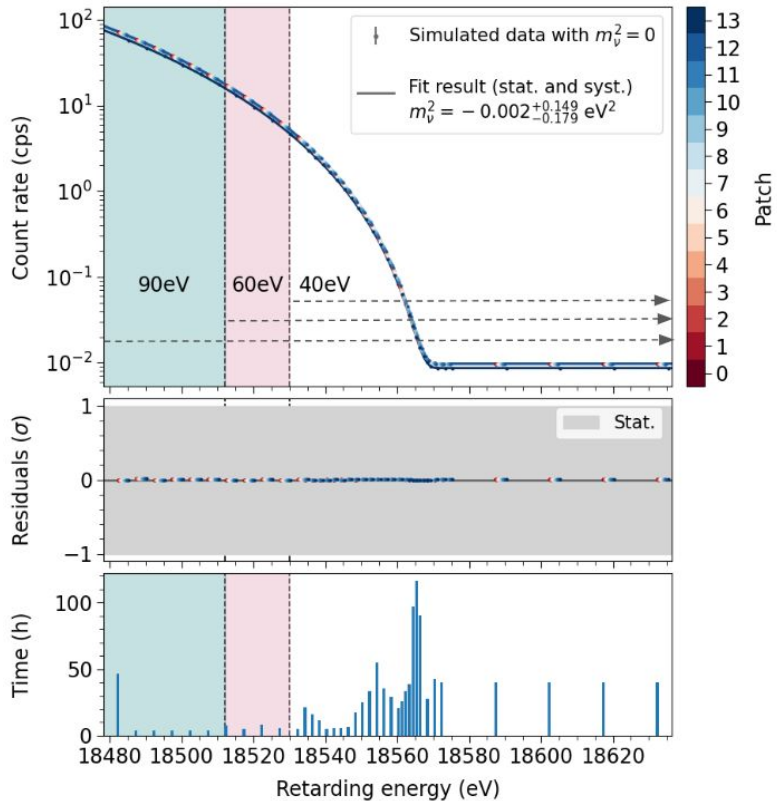 10²
10¹
10⁰
10⁻¹
10⁻²
Count rate (cps)
Simulated data with m_ν² = 0
Fit result (stat. and syst.)
m_ν² = − 0.002^{+0.149}_{−0.179} eV²
90eV
60eV
40eV
13
12
11
10
9
8
7
6
5
4
3
2
1
0
Patch
1
0
−1
Residuals (σ)
Stat.
100
50
0
Time (h)
18480 18500 18520 18540 18560 18580 18600 18620
Retarding energy (eV)